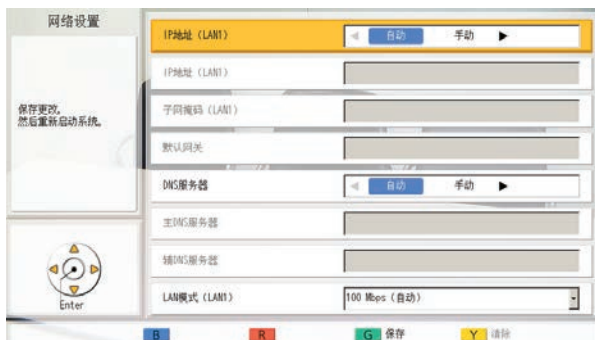 网络设置
保存更改,
然后重新启动系统。
Enter
IP地址 (LAN1)
自动 手动
IP地址 (LAN1)
子网掩码 (LAN1)
默认网关
DNS服务器
自动 手动
主DNS服务器
辅DNS服务器
LAN模式 (LAN1)
100 Mbps (自动)
B R G 保存 Y 清除